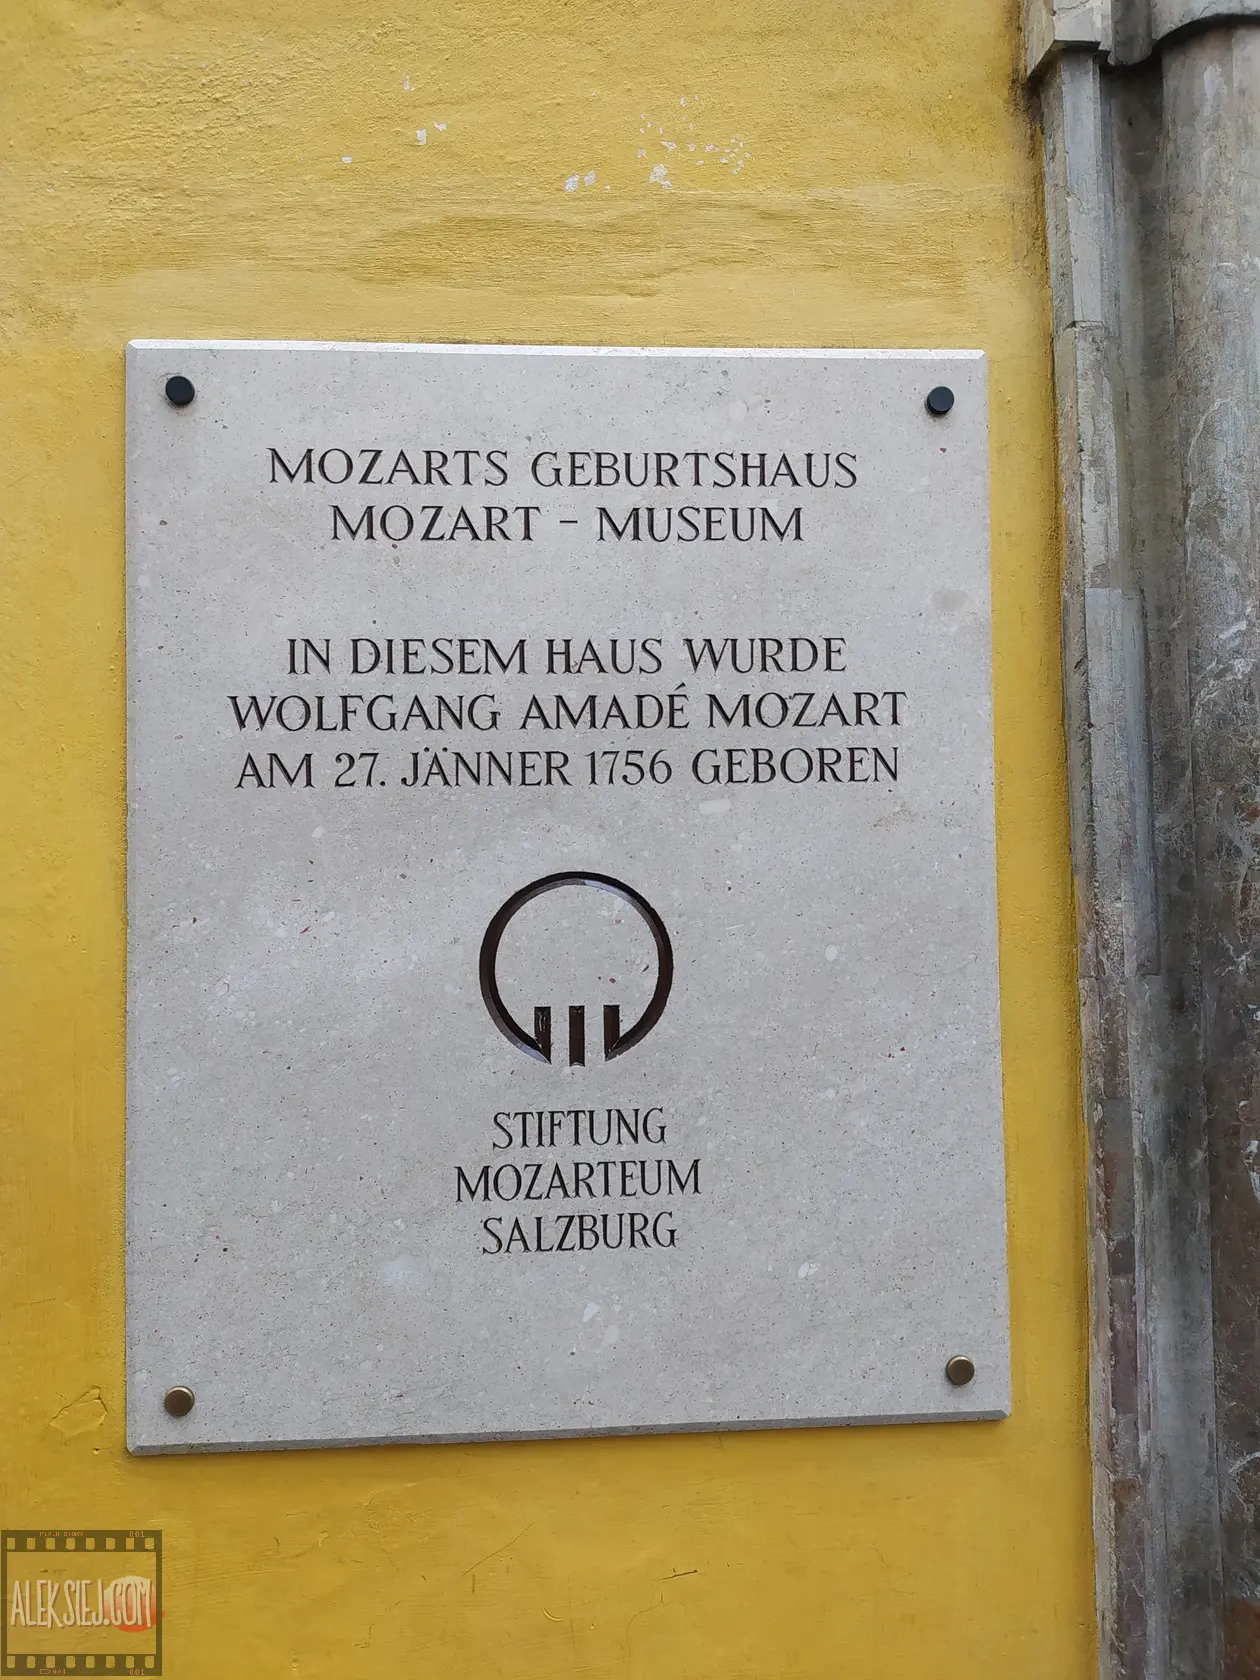 MOZARTS GEBURTSHAUS
MOZART - MUSEUM
IN DIESEM HAUS WURDE
WOLFGANG AMADÉ MOZART
AM 27. JÄNNER 1756 GEBOREN
STIFTUNG
MOZARTEUM
SALZBURG
001
ALEKSIEJ.COM